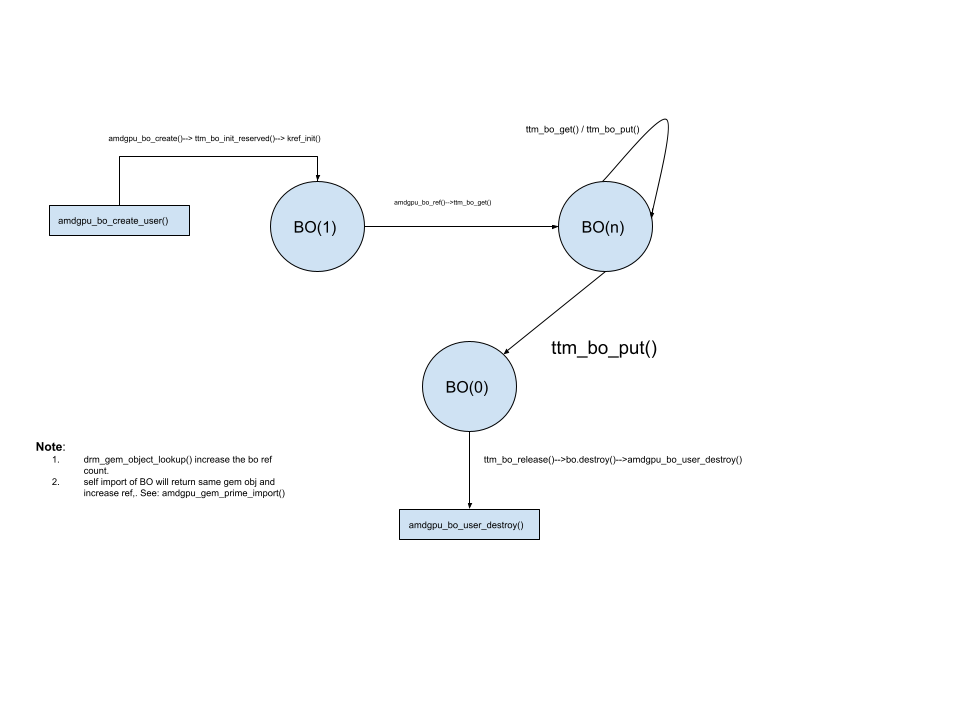 ttm_bo_get() / ttm_bo_put()
amdgpu_bo_create()--> ttm_bo_init_reserved()--> kref_init()
amdgpu_bo_ref()-->ttm_bo_get()
amdgpu_bo_create_user()
BO(1)
BO(n)
ttm_bo_put()
BO(0)
Note:
1. drm_gem_object_lookup() increase the bo ref
count.
2. self import of BO will return same gem obj and
increase ref,. See: amdgpu_gem_prime_import()
ttm_bo_release()-->bo.destroy()-->amdgpu_bo_user_destroy()
amdgpu_bo_user_destroy()